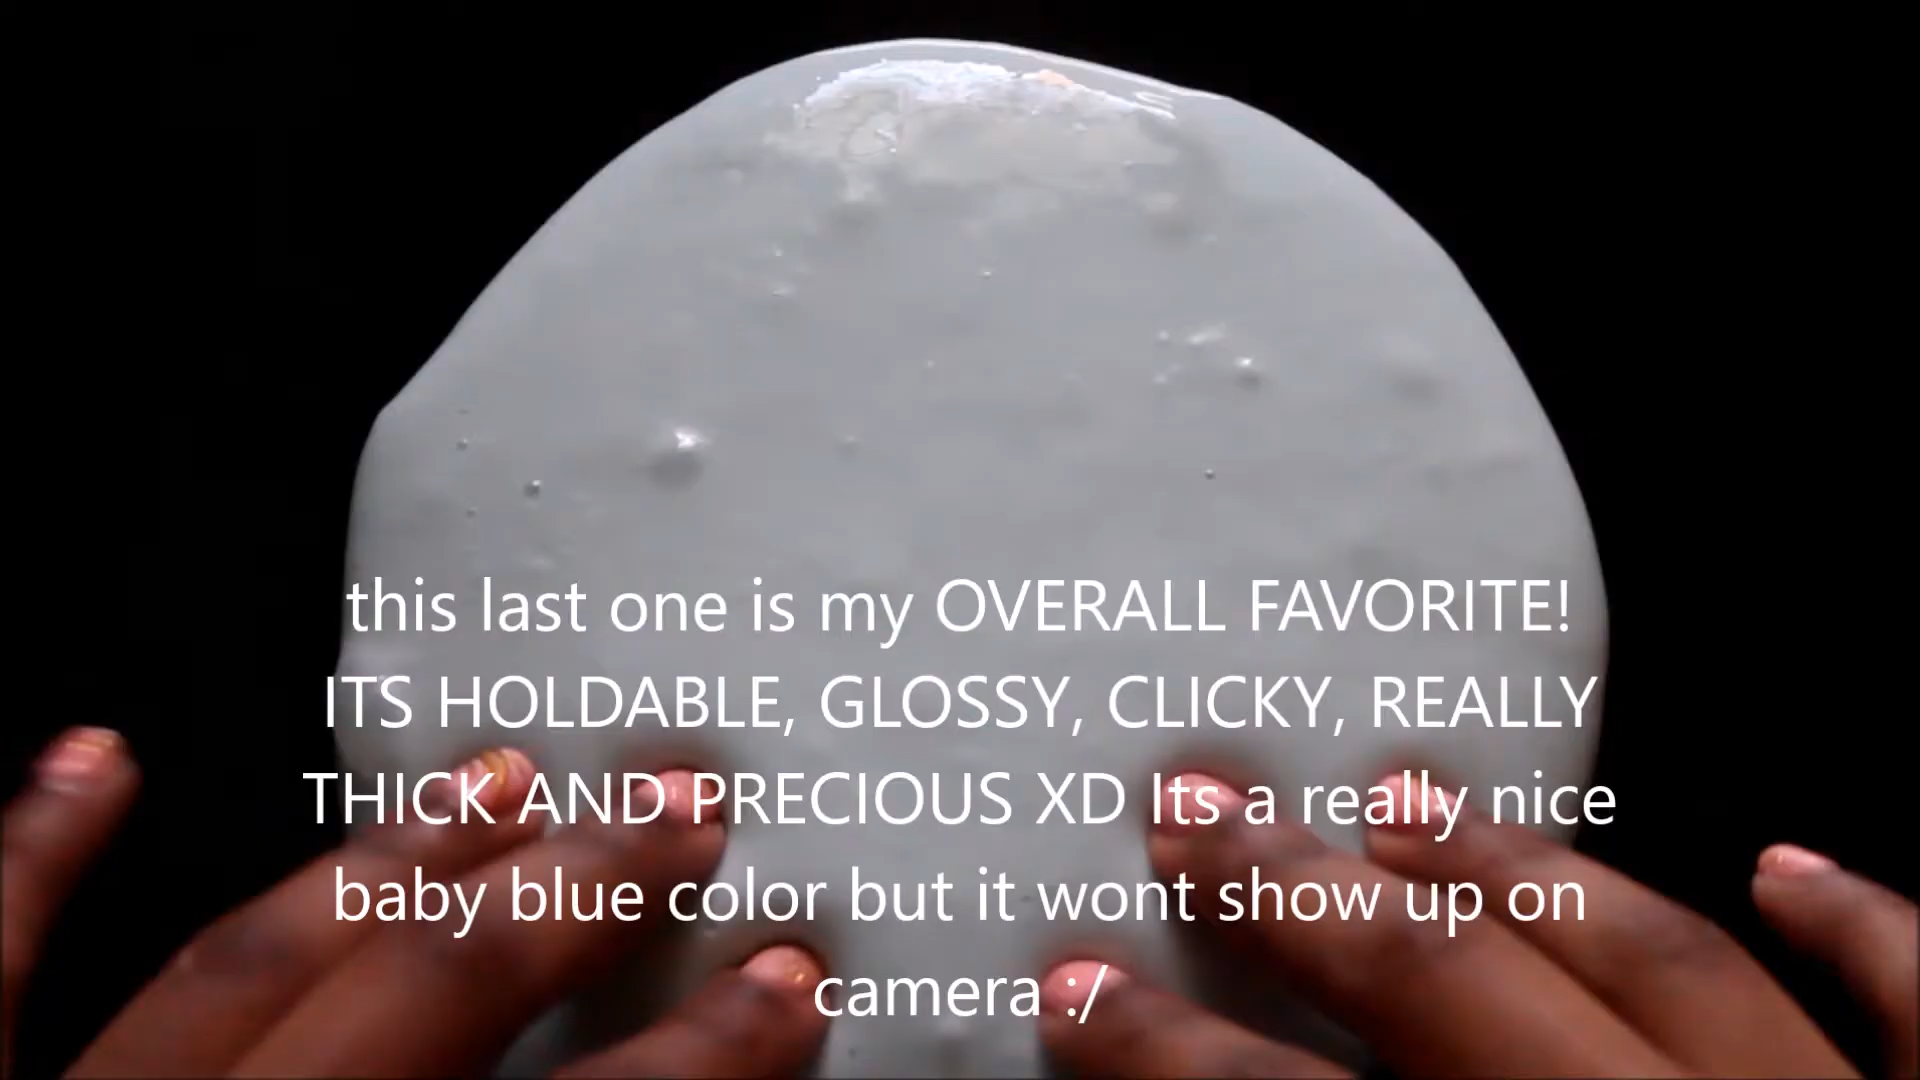 this last one is my OVERALL FAVORITE!
ITS HOLDABLE, GLOSSY, CLICKY, REALLY
THICK AND PRECIOUS XD Its a really nice
baby blue color but it wont show up on
camera :/